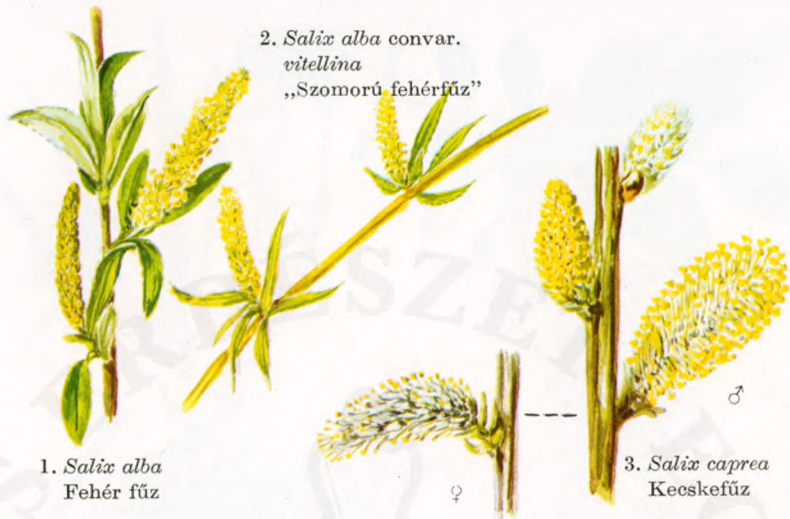 2. Salix alba convar.
vitellina
„Szomorú fehérfűz”
1. Salix alba
Fehér fűz
♀
♂
3. Salix caprea
Kecskefűz